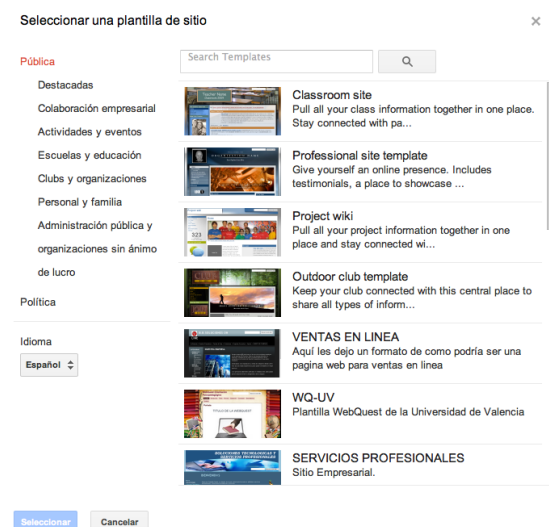 Seleccionar una plantilla de sitio
Pública
Destacadas
Colaboración empresarial
Actividades y eventos
Escuelas y educación
Clubs y organizaciones
Personal y familia
Administración pública y
organizaciones sin ánimo
de lucro
Política
Idioma
Español
Search Templates
Classroom site
Pull all your class information together in one place.
Stay connected with pa...
Professional site template
Give yourself an online presence. Includes
testimonials, a place to showcase ...
Project wiki
Pull all your project information together in one
place and stay connected wi...
Outdoor club template
Keep your club connected with this central place to
share all types of inform...
VENTAS EN LINEA
Aquí les dejo un formato de como podría ser una
pagina web para ventas en linea
WQ-UV
Plantilla WebQuest de la Universidad de Valencia
SERVICIOS PROFESIONALES
Sitio Empresarial.
Seleccionar
Cancelar